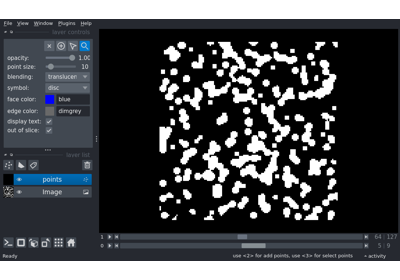 File View Window Plugins Help
layer controls
opacity: 1.00
point size: 10
blending: translucen
symbol: disc
face color: blue
edge color: dimgrey
display text:
out of slice:
layer list
points
Image
1 64 127
0 5 9
Ready use <2> for add points, use <3> for select points activity